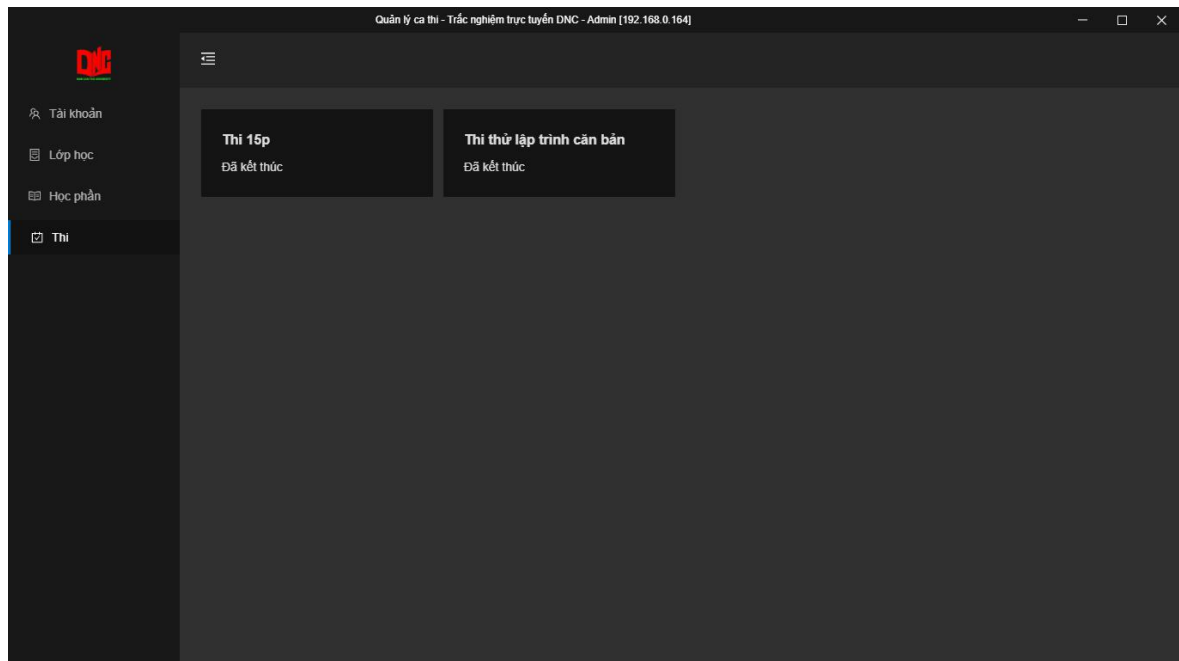 Quản lý ca thi - Trắc nghiệm trực tuyến DNC - Admin [192.168.0.164]
DNC
Tài khoản
Lớp học
Học phần
Thi
Thi 15p
Đã kết thúc
Thi thử lập trình căn bản
Đã kết thúc